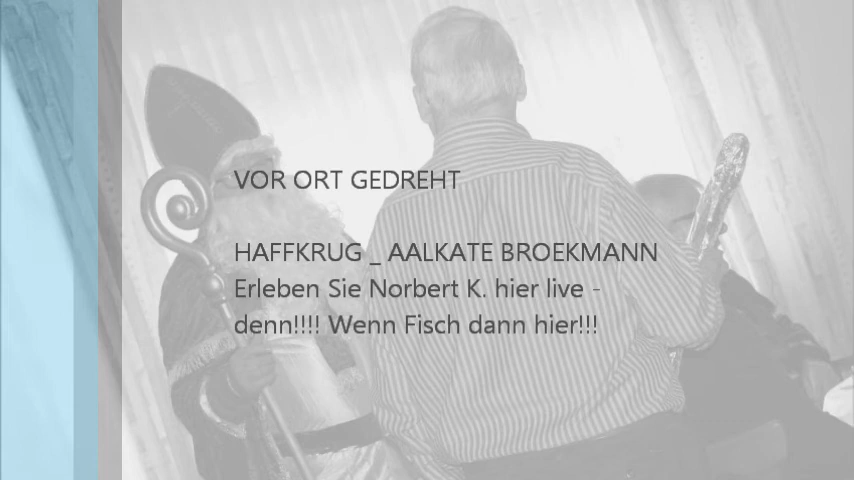 VOR ORT GEDREHT
HAFFKRUG _ AALKATE BROEKMANN
Erleben Sie Norbert K. hier live -
denn!!!! Wenn Fisch dann hier!!!